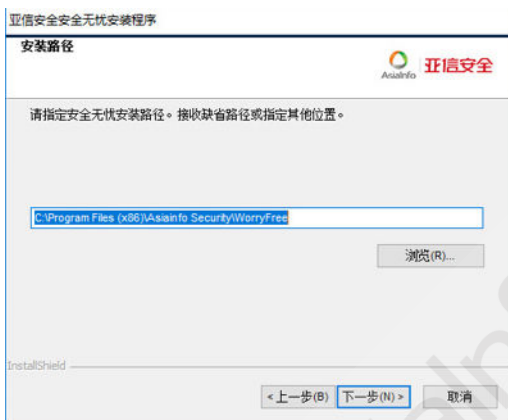 亚信安全安全无忧安装程序
安装路径
AsiaInfo 亚信安全
请指定安全无忧安装路径。接收缺省路径或指定其他位置。
C:\Program Files (x86)\Asiainfo Security\WorryFree
浏览(R)...
InstallShield
<上一步(B) 下一步(N)> 取消